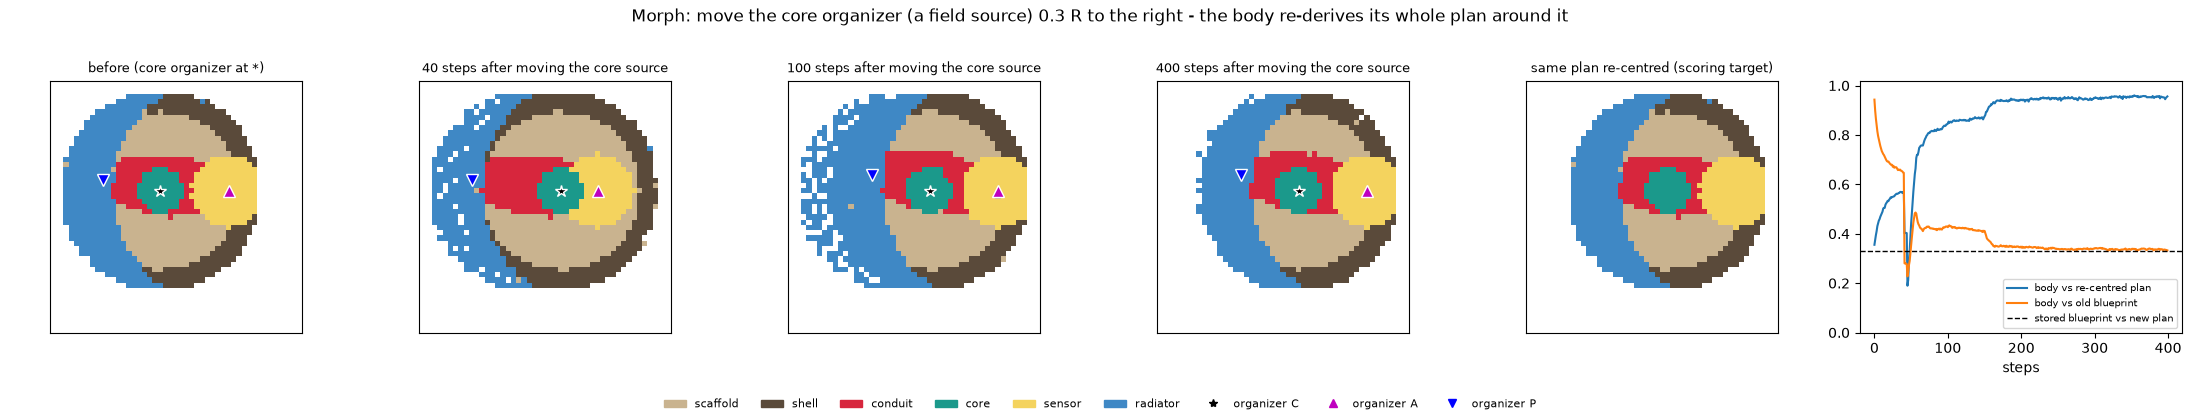 Morph: move the core organizer (a field source) 0.3 R to the right - the body re-derives its whole plan around it
before (core organizer at *)
40 steps after moving the core source
100 steps after moving the core source
400 steps after moving the core source
same plan re-centred (scoring target)
1.0
0.8
0.6
0.4
0.2
0.0
body vs re-centred plan
body vs old blueprint
stored blueprint vs new plan
0
100
200
300
400
steps
scaffold
shell
conduit
core
sensor
radiator
organizer C
organizer A
organizer P